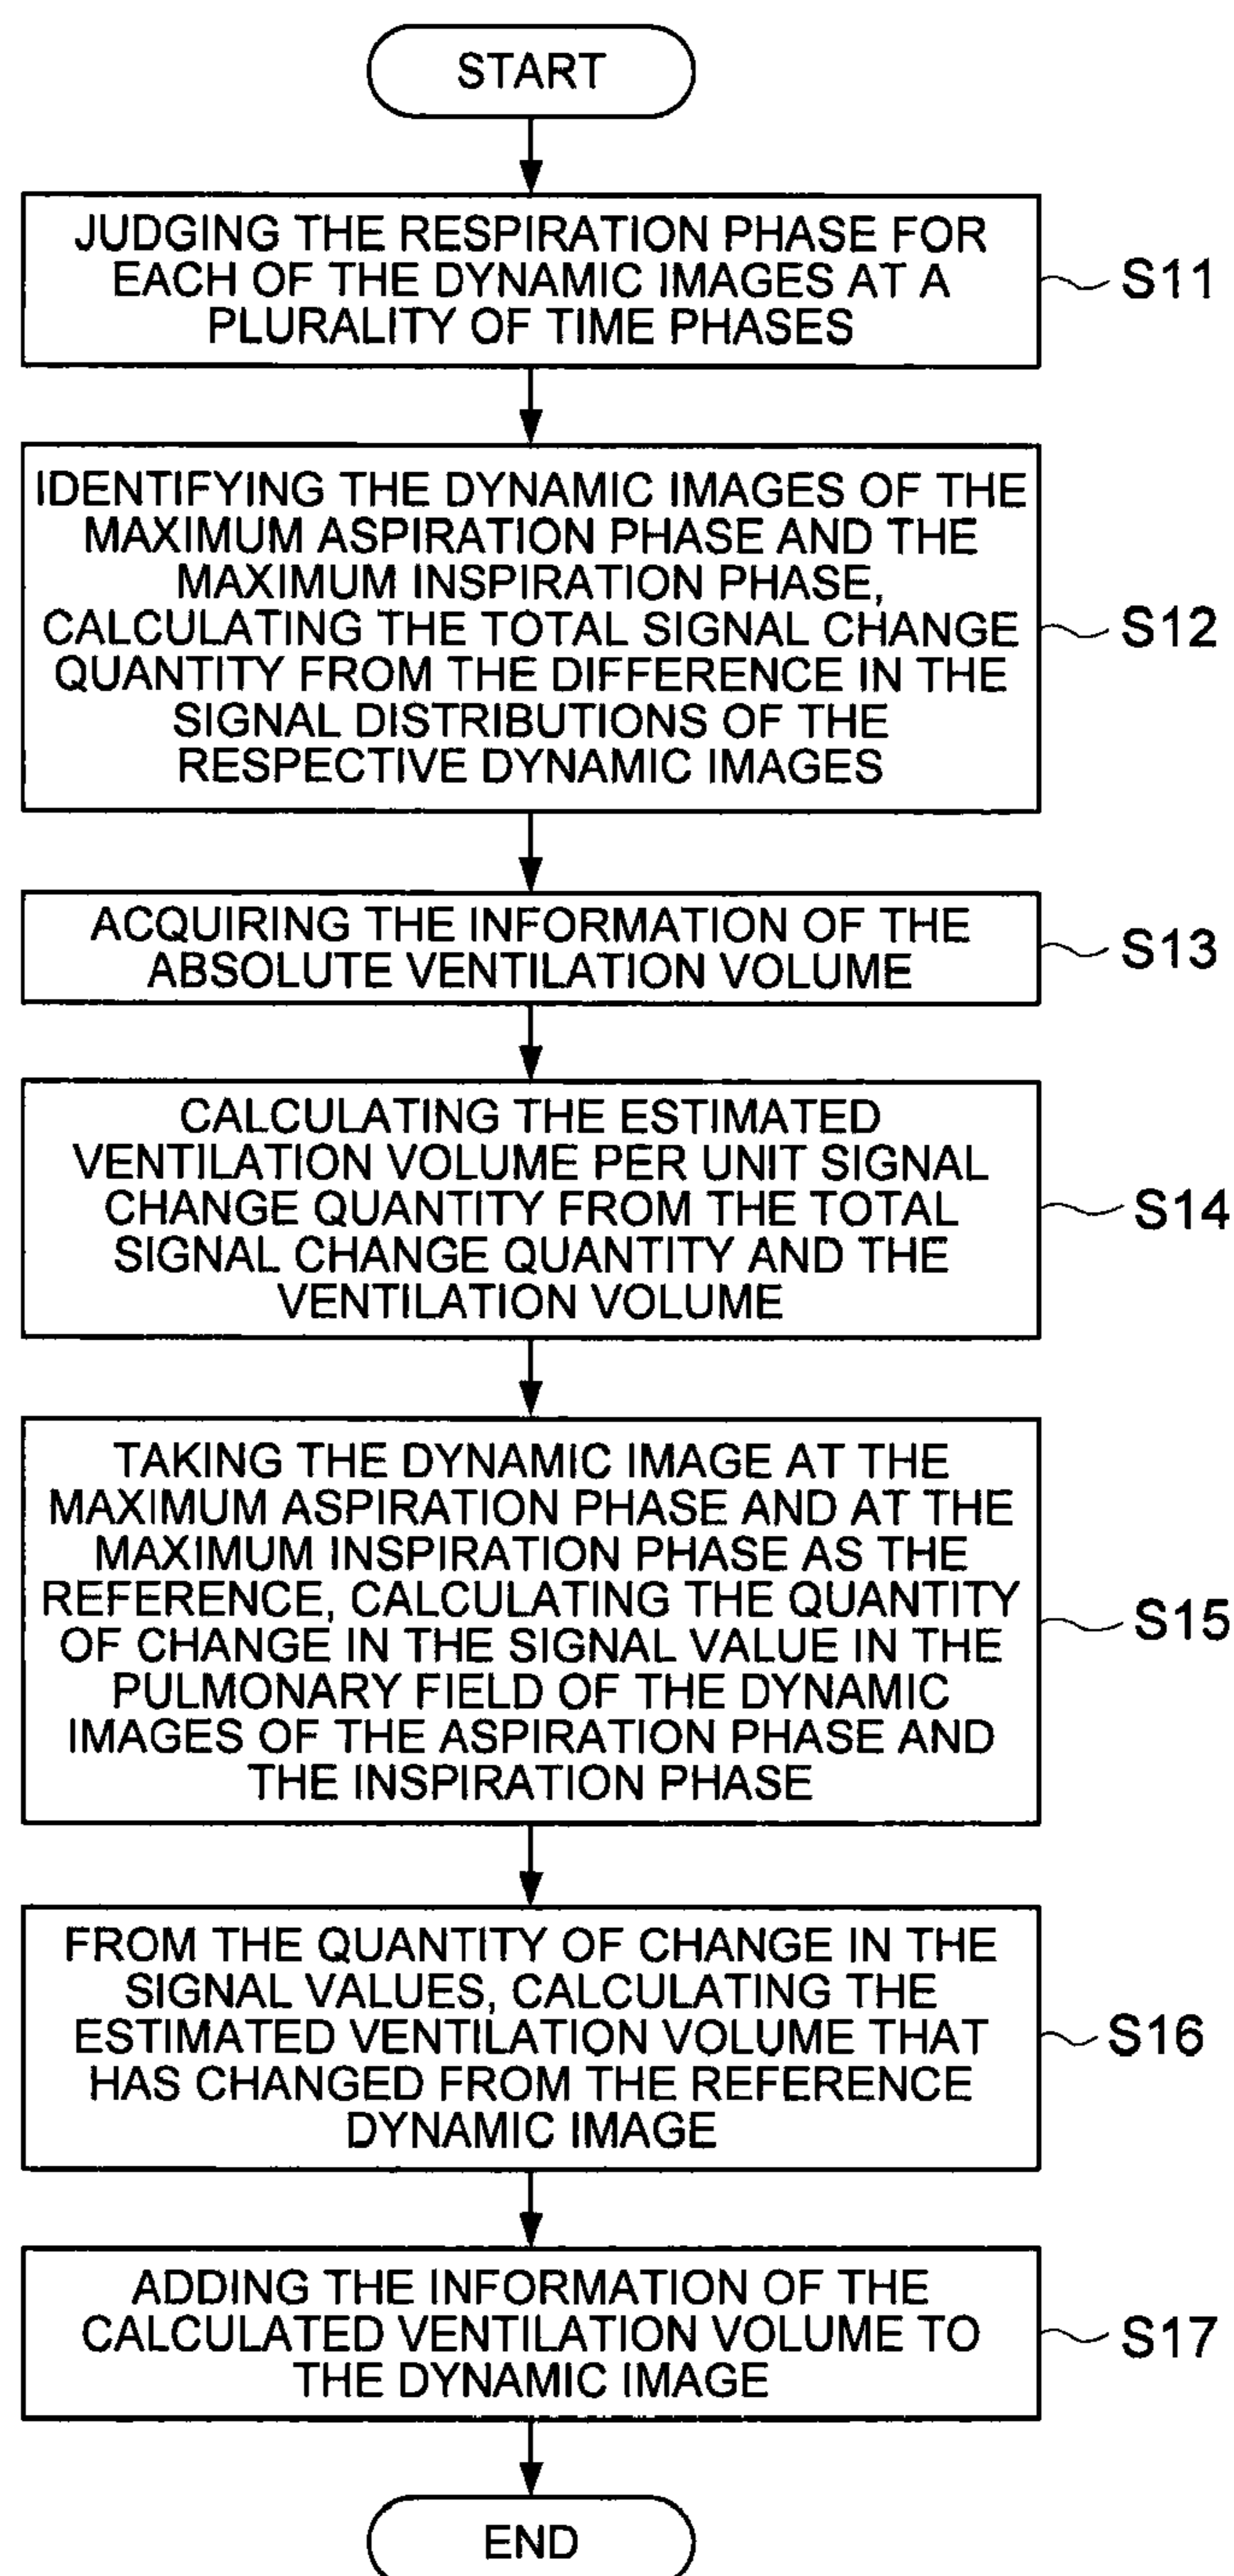 START
JUDGING THE RESPIRATION PHASE FOR
EACH OF THE DYNAMIC IMAGES AT A
PLURALITY OF TIME PHASES
S11
IDENTIFYING THE DYNAMIC IMAGES OF THE
MAXIMUM ASPIRATION PHASE AND THE
MAXIMUM INSPIRATION PHASE,
CALCULATING THE TOTAL SIGNAL CHANGE
QUANTITY FROM THE DIFFERENCE IN THE
SIGNAL DISTRIBUTIONS OF THE
RESPECTIVE DYNAMIC IMAGES
S12
ACQUIRING THE INFORMATION OF THE
ABSOLUTE VENTILATION VOLUME
S13
CALCULATING THE ESTIMATED
VENTILATION VOLUME PER UNIT SIGNAL
CHANGE QUANTITY FROM THE TOTAL
SIGNAL CHANGE QUANTITY AND THE
VENTILATION VOLUME
S14
TAKING THE DYNAMIC IMAGE AT THE
MAXIMUM ASPIRATION PHASE AND AT THE
MAXIMUM INSPIRATION PHASE AS THE
REFERENCE, CALCULATING THE QUANTITY
OF CHANGE IN THE SIGNAL VALUE IN THE
PULMONARY FIELD OF THE DYNAMIC
IMAGES OF THE ASPIRATION PHASE AND
THE INSPIRATION PHASE
S15
FROM THE QUANTITY OF CHANGE IN THE
SIGNAL VALUES, CALCULATING THE
ESTIMATED VENTILATION VOLUME THAT
HAS CHANGED FROM THE REFERENCE
DYNAMIC IMAGE
S16
ADDING THE INFORMATION OF THE
CALCULATED VENTILATION VOLUME TO
THE DYNAMIC IMAGE
S17
END